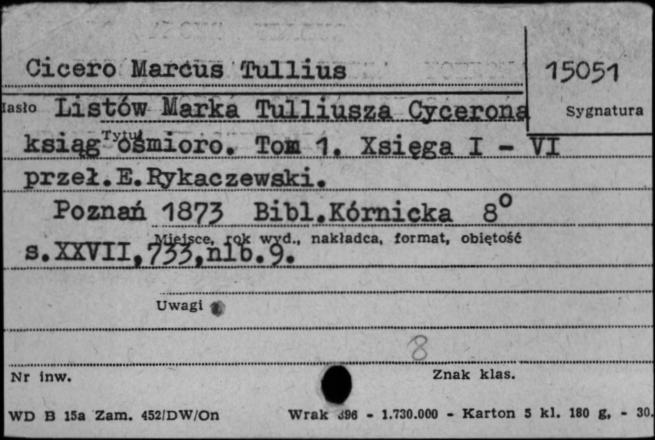 Cicero Marcus Tullius
15051
Hasło Listów Marka Tulliusza Cycerona
Sygnatura
ksiąg ośmioro. Tom 1. Xsięga I - VI
Tytuł
przeł.E.Rykaczewski.
Poznań 1873 Bibl.Kórnicka 8°
Miejsce, rok wyd., nakładca, format, objętość
s.XXVII,733,nlb.9.
Uwagi
8
Nr inw.
Znak klas.
WD B 15a Zam. 452/DW/On
Wrak 896 - 1.730.000 - Karton 5 kl. 180 g. - 30.